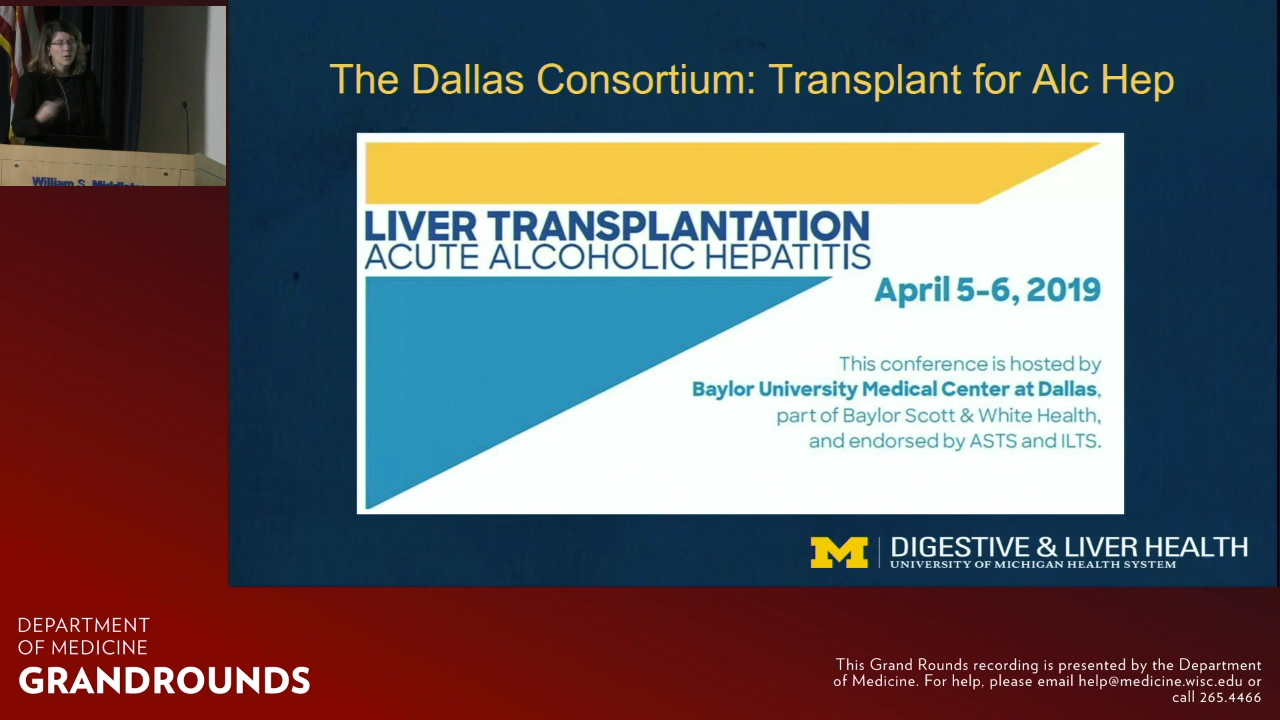 William S. Middleton
The Dallas Consortium: Transplant for Alc Hep
LIVER TRANSPLANTATION
ACUTE ALCOHOLIC HEPATITIS
April 5-6, 2019
This conference is hosted by
Baylor University Medical Center at Dallas,
part of Baylor Scott & White Health,
and endorsed by ASTS and ILTS.
M
DIGESTIVE & LIVER HEALTH
UNIVERSITY OF MICHIGAN HEALTH SYSTEM
DEPARTMENT
OF MEDICINE
GRANDROUNDS
This Grand Rounds recording is presented by the Department
of Medicine. For help, please email help@medicine.wisc.edu or
call 265.4466